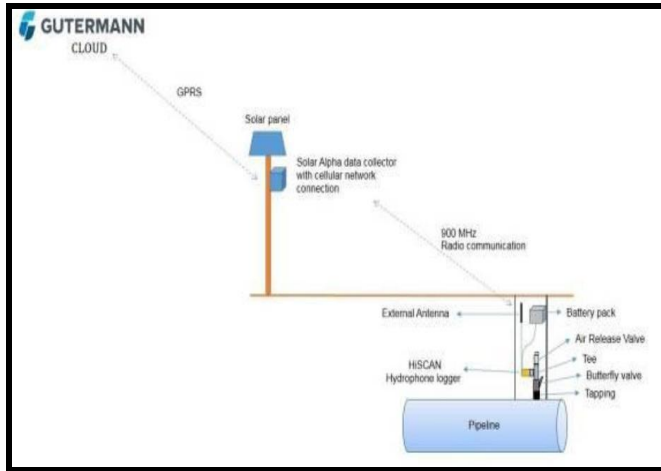 GUTERMANN
CLOUD
GPRS
Solar panel
Solar Alpha data collector
with cellular network
connection
900 MHz
Radio communication
External Antenna
Battery pack
Air Release Valve
HiSCAN
Hydrophone logger
Tee
Butterfly valve
Tapping
Pipeline